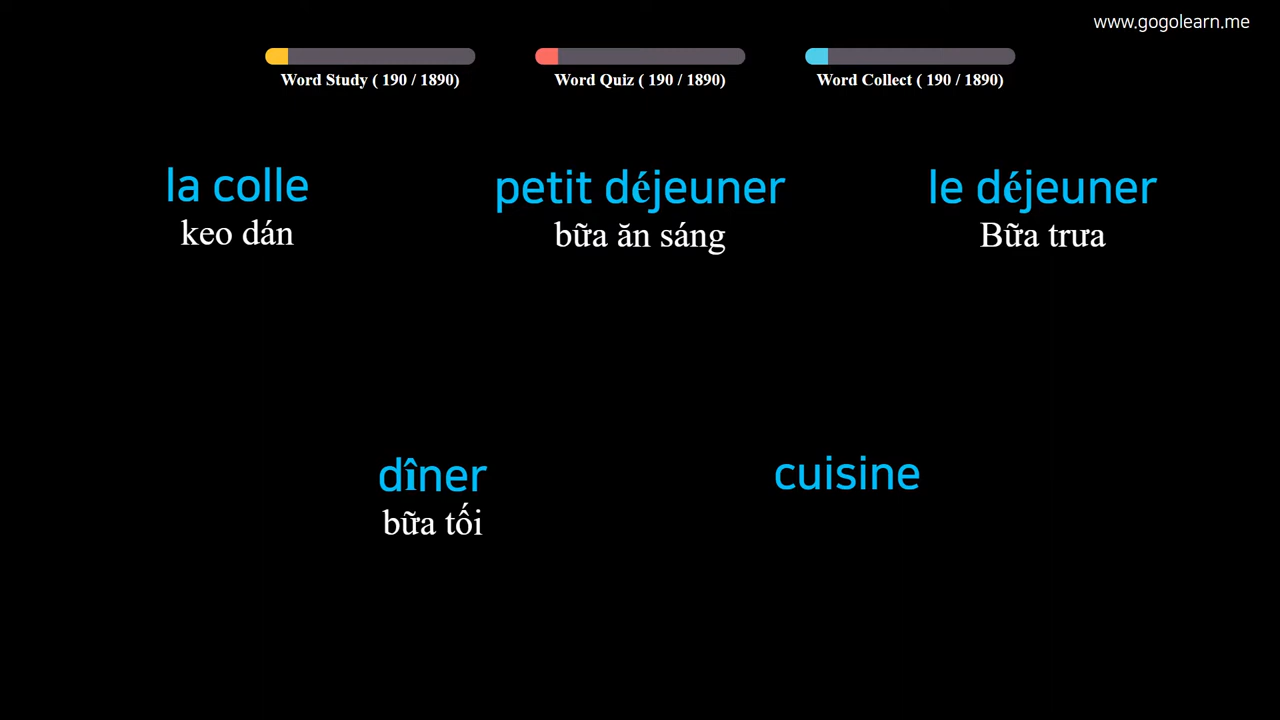 www.gogolearn.me
Word Study ( 190 / 1890)
Word Quiz ( 190 / 1890)
Word Collect ( 190 / 1890)
la colle
keo dán
petit déjeuner
bữa ăn sáng
le déjeuner
Bữa trưa
dîner
bữa tối
cuisine